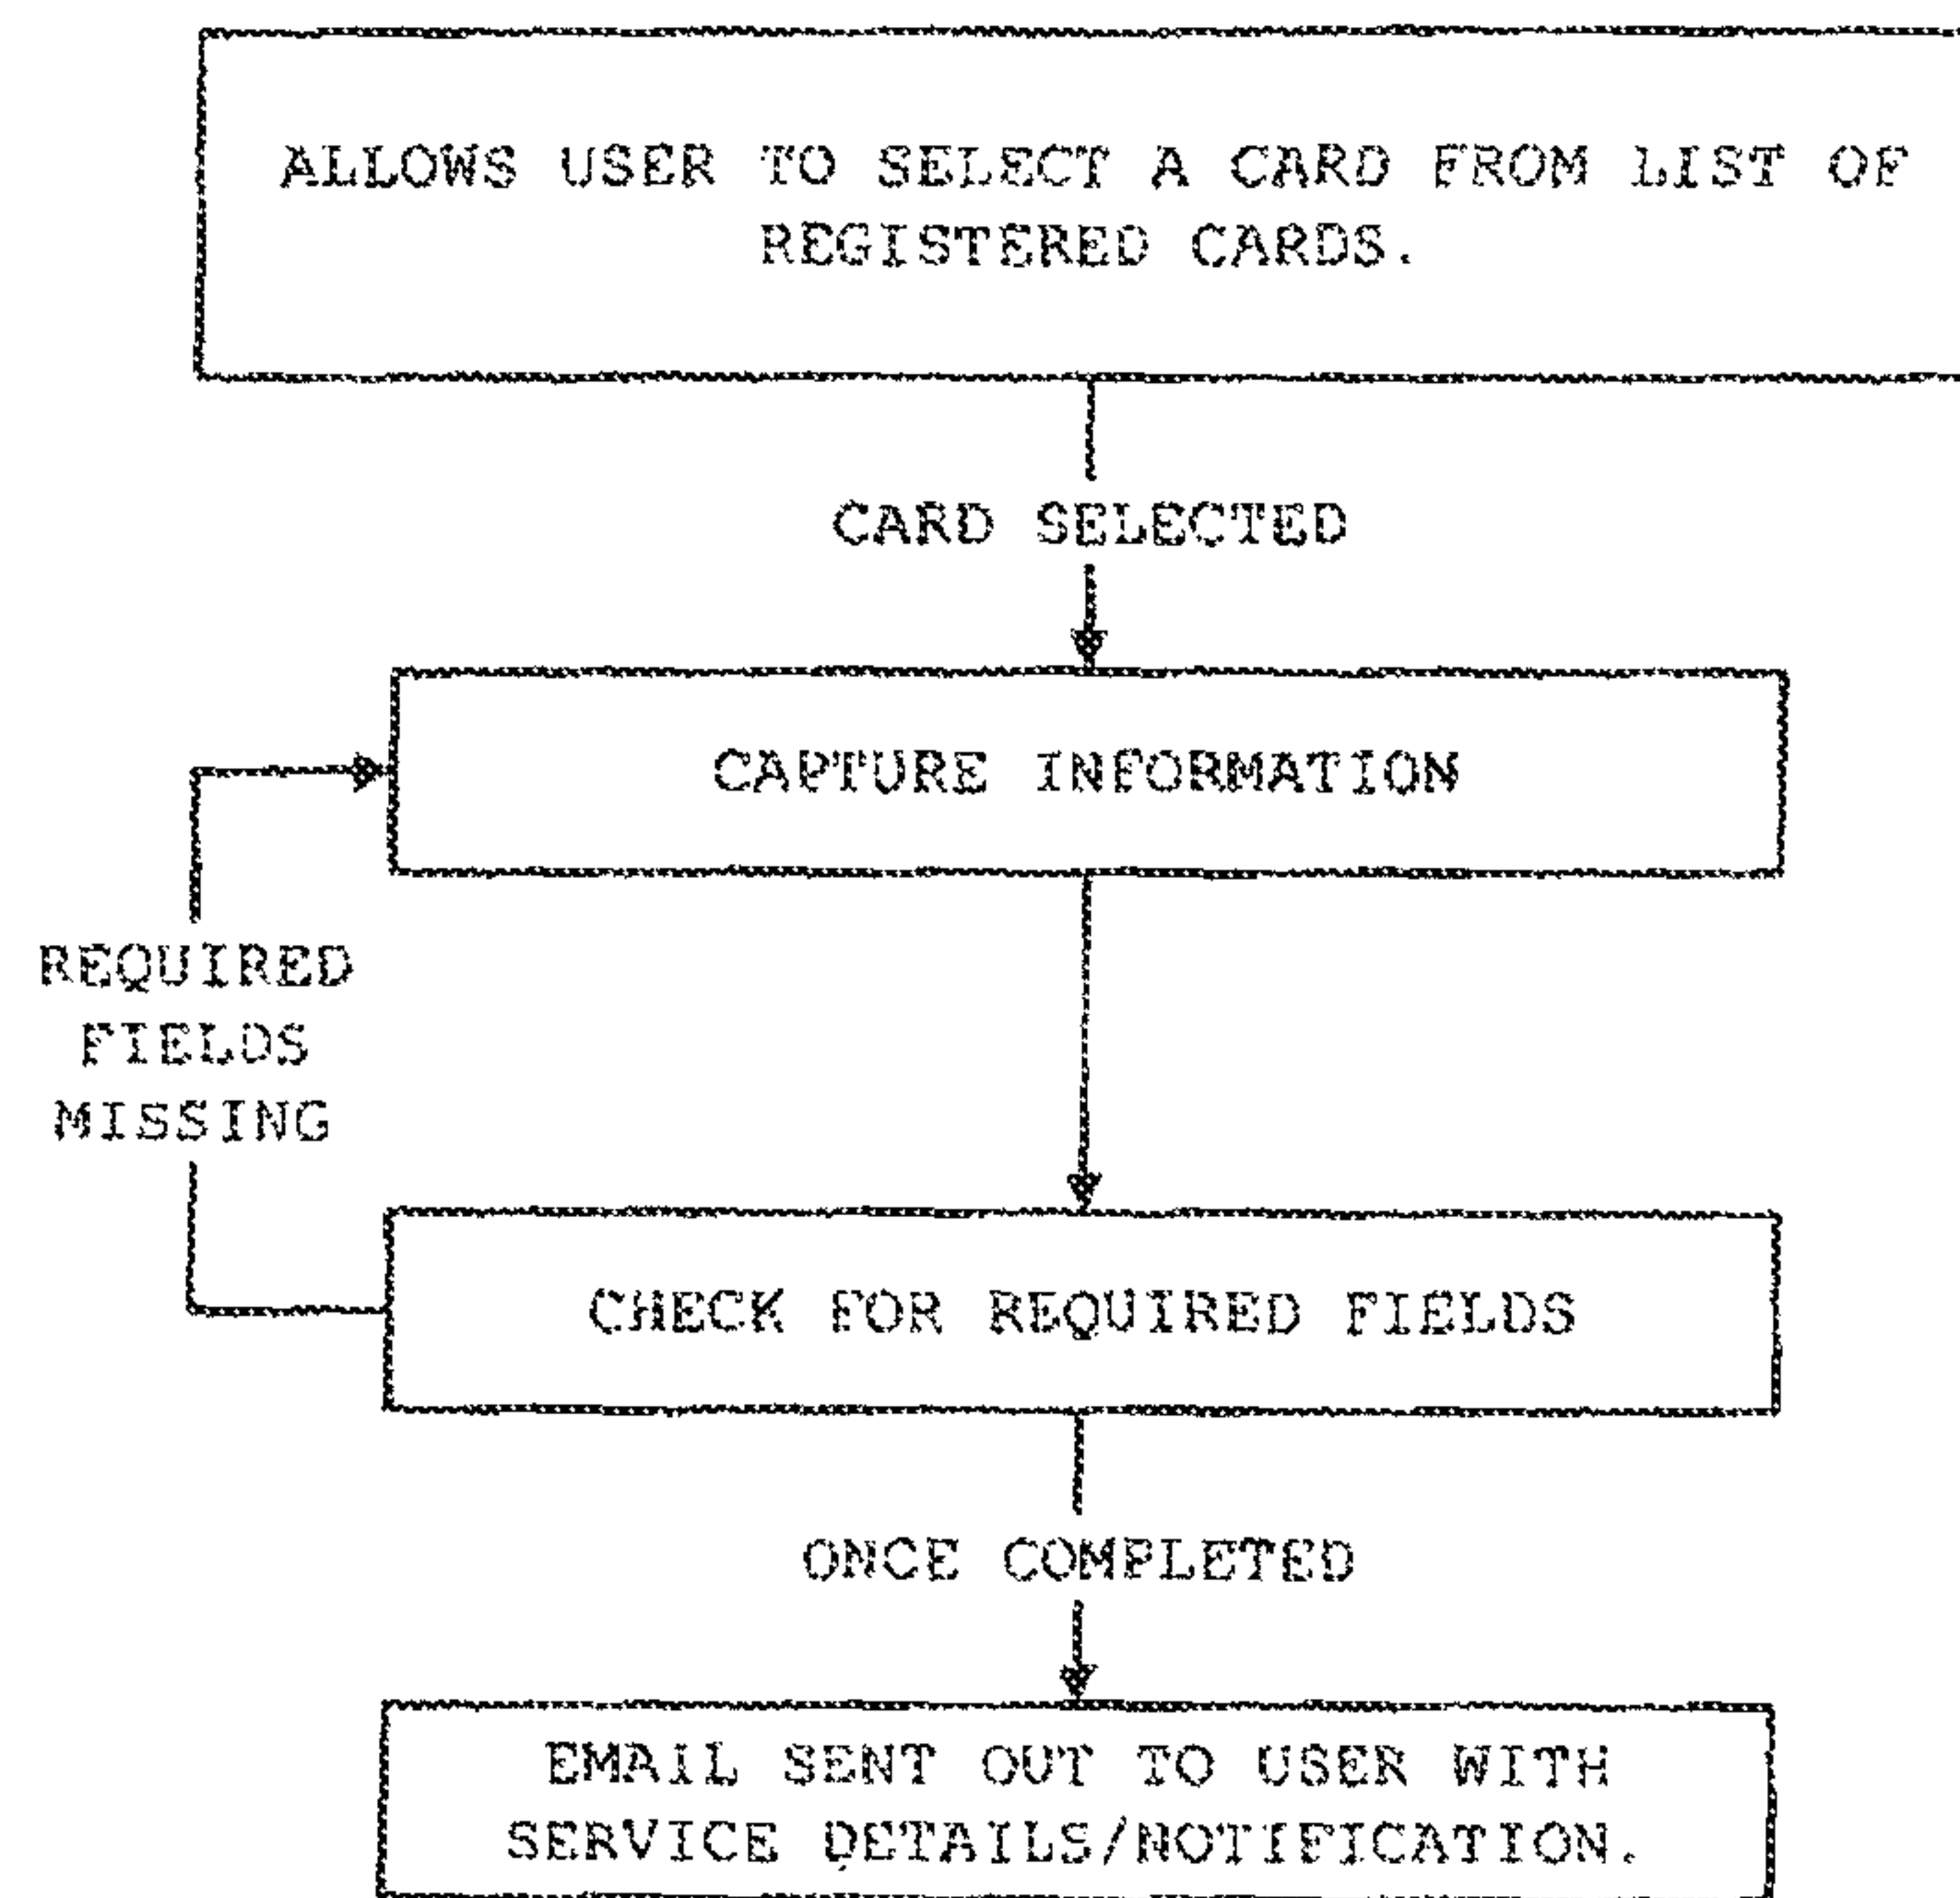 ALLOWS USER TO SELECT A CARD FROM LIST OF
REGISTERED CARDS.
CARD SELECTED
CAPTURE INFORMATION
REQUIRED
FIELDS
MISSING
CHECK FOR REQUIRED FIELDS
ONCE COMPLETED
EMAIL SENT OUT TO USER WITH
SERVICE DETAILS/NOTIFICATION.